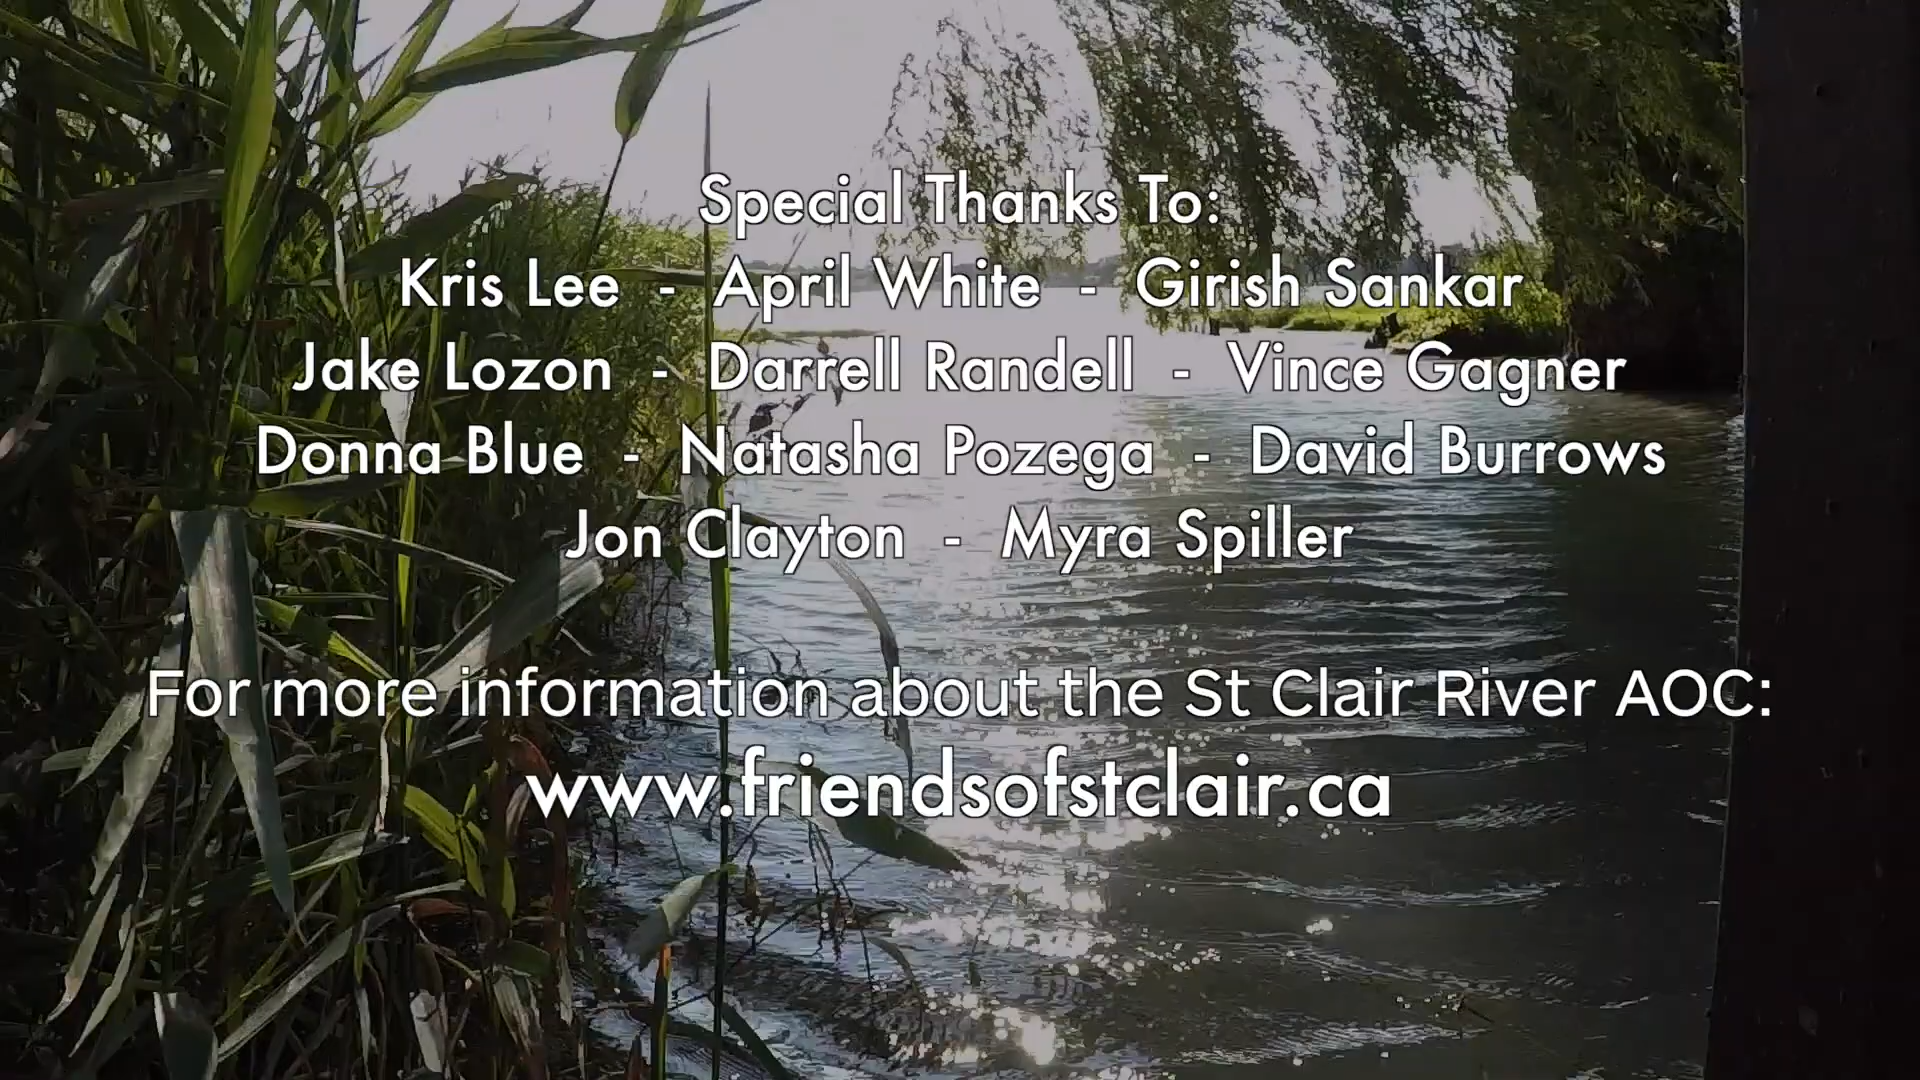 Special Thanks To:
Kris Lee - April White - Girish Sankar
Jake Lozon - Darrell Randell - Vince Gagner
Donna Blue - Natasha Pozega - David Burrows
Jon Clayton - Myra Spiller
For more information about the St Clair River AOC:
www.friendsofstclair.ca